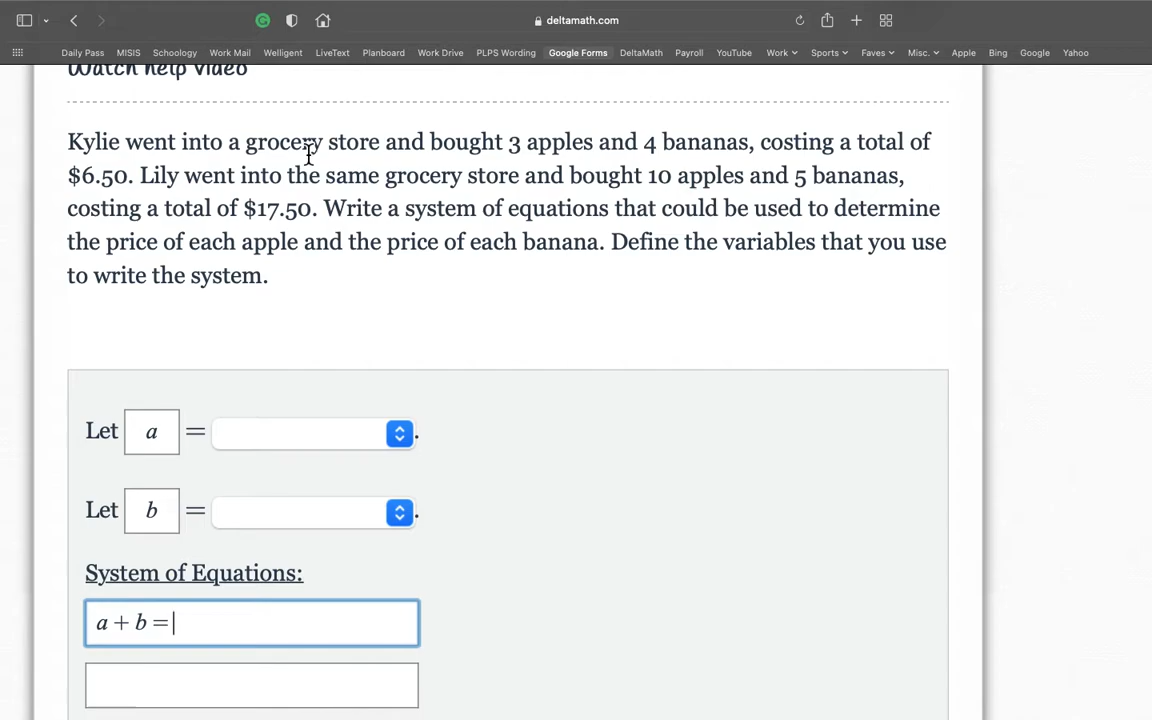 deltamath.com
Daily Pass MISIS Schoology Work Mail Welligent LiveText Planboard Work Drive PLPS Wording Google Forms DeltaMath Payroll YouTube Work Sports Faves Misc. Apple Bing Google Yahoo
Watch help video
Kylie went into a grocery store and bought 3 apples and 4 bananas, costing a total of
$6.50. Lily went into the same grocery store and bought 10 apples and 5 bananas,
costing a total of $17.50. Write a system of equations that could be used to determine
the price of each apple and the price of each banana. Define the variables that you use
to write the system.
Let a = .
Let b = .
System of Equations:
a + b =